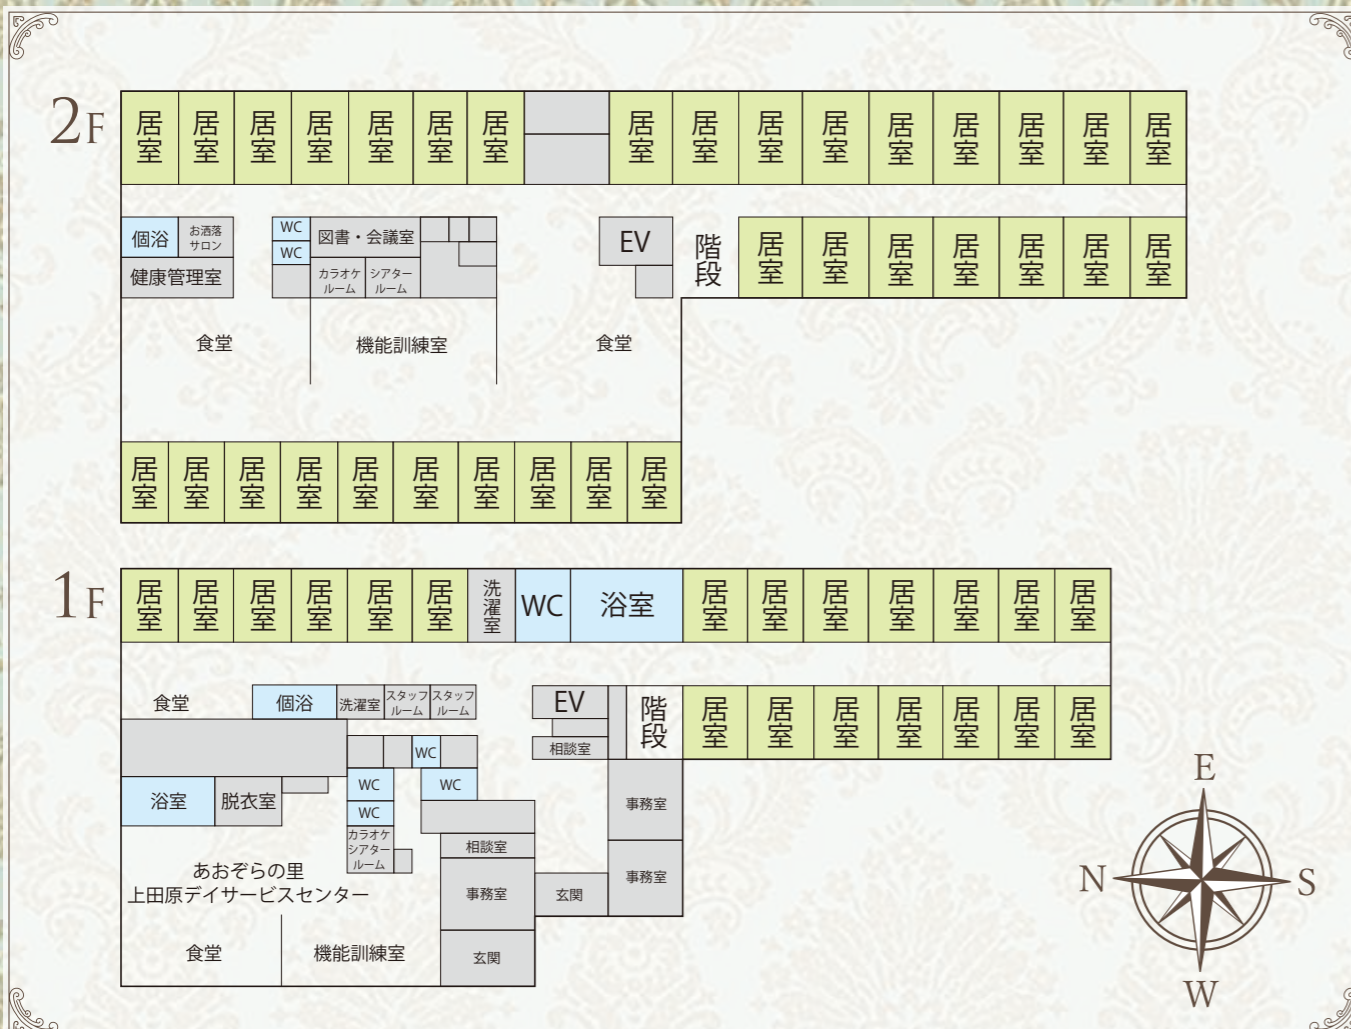 2F
居室 居室 居室 居室 居室 居室 居室 居室 居室 居室 居室 居室 居室 居室 居室 居室
個浴
お洒落
サロン
健康管理室
WC
WC
図書・会議室
カラオケ
ルーム
シアター
ルーム
EV
階段
居室 居室 居室 居室 居室 居室 居室
食堂
機能訓練室
食堂
居室 居室 居室 居室 居室 居室 居室 居室 居室 居室
1F
居室 居室 居室 居室 居室 居室 洗濯室 WC 浴室 居室 居室 居室 居室 居室 居室 居室
食堂
個浴
洗濯室
スタッフ
ルーム
スタッフ
ルーム
EV
相談室
階段
居室 居室 居室 居室 居室 居室 居室
WC
WC
WC
WC
浴室
脱衣室
カラオケ
シアター
ルーム
相談室
事務室
事務室
事務室
玄関
あおぞらの里
上田原デイサービスセンター
食堂
機能訓練室
玄関
E
N
S
W